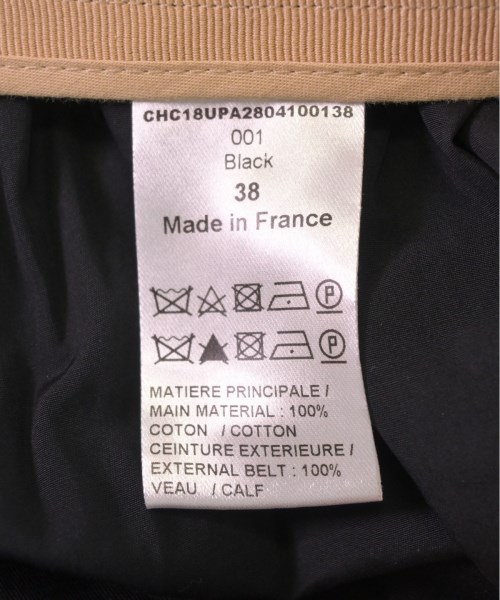 CHC18UPA2804100138
001
Black
38
Made in France
P
P
MATIERE PRINCIPALE /
MAIN MATERIAL : 100%
COTON / COTTON
CEINTURE EXTERIEURE /
EXTERNAL BELT : 100%
VEAU / CALF